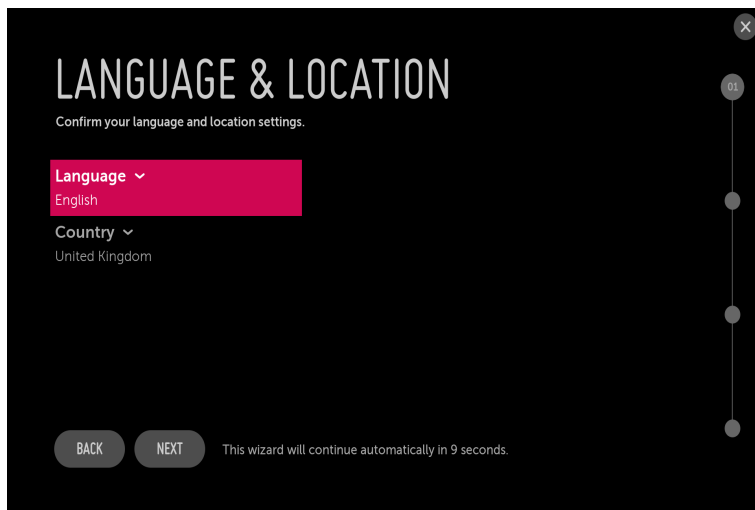 LANGUAGE & LOCATION
Confirm your language and location settings.
Language
English
Country
United Kingdom
BACK NEXT This wizard will continue automatically in 9 seconds.
01